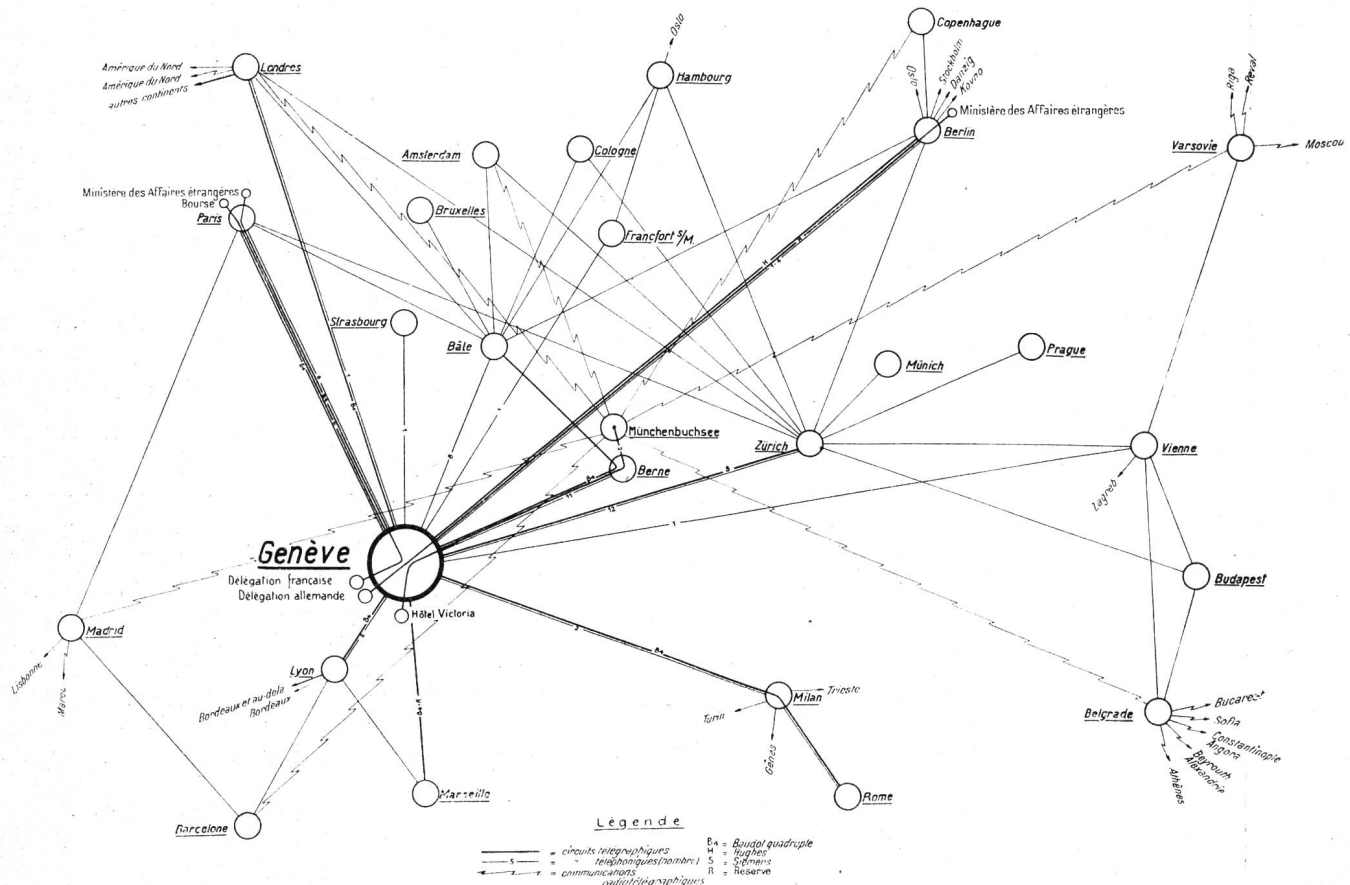 Copenhague
Oslo
Amérique du Nord
Amérique du Nord
autres continents
Londres
Hambourg
Oslo
Stockholm
Danzig
Kovno
Ministère des Affaires étrangères
Berlin
Riga
Reval
Varsovie
Moscou
Amsterdam
Cologne
Ministère des Affaires étrangères
Bourse
Paris
Bruxelles
Francfort s/M.
Strasbourg
Bâle
Münich
Prague
Münchenbuchsee
Zürich
Vienne
Zagreb
Berne
Genève
Délégation française
Délégation allemande
Hôtel Victoria
Budapest
Madrid
Lisbonne
Maroc
Lyon
Bordeaux et au-dela
Bordeaux
Milan
Trieste
Turin
Gênes
Belgrade
Bucarest
Sofia
Constantinople
Angora
Beyrouth
Alexandrie
Athènes
Marseille
Rome
Barcelone
Légende
= circuits télégraphiques
5 = " téléphoniques (nombre)
= communications
radiotélégraphiques
B4 = Baudot quadruple
H = Hughes
S = Siemens
R = Réserve